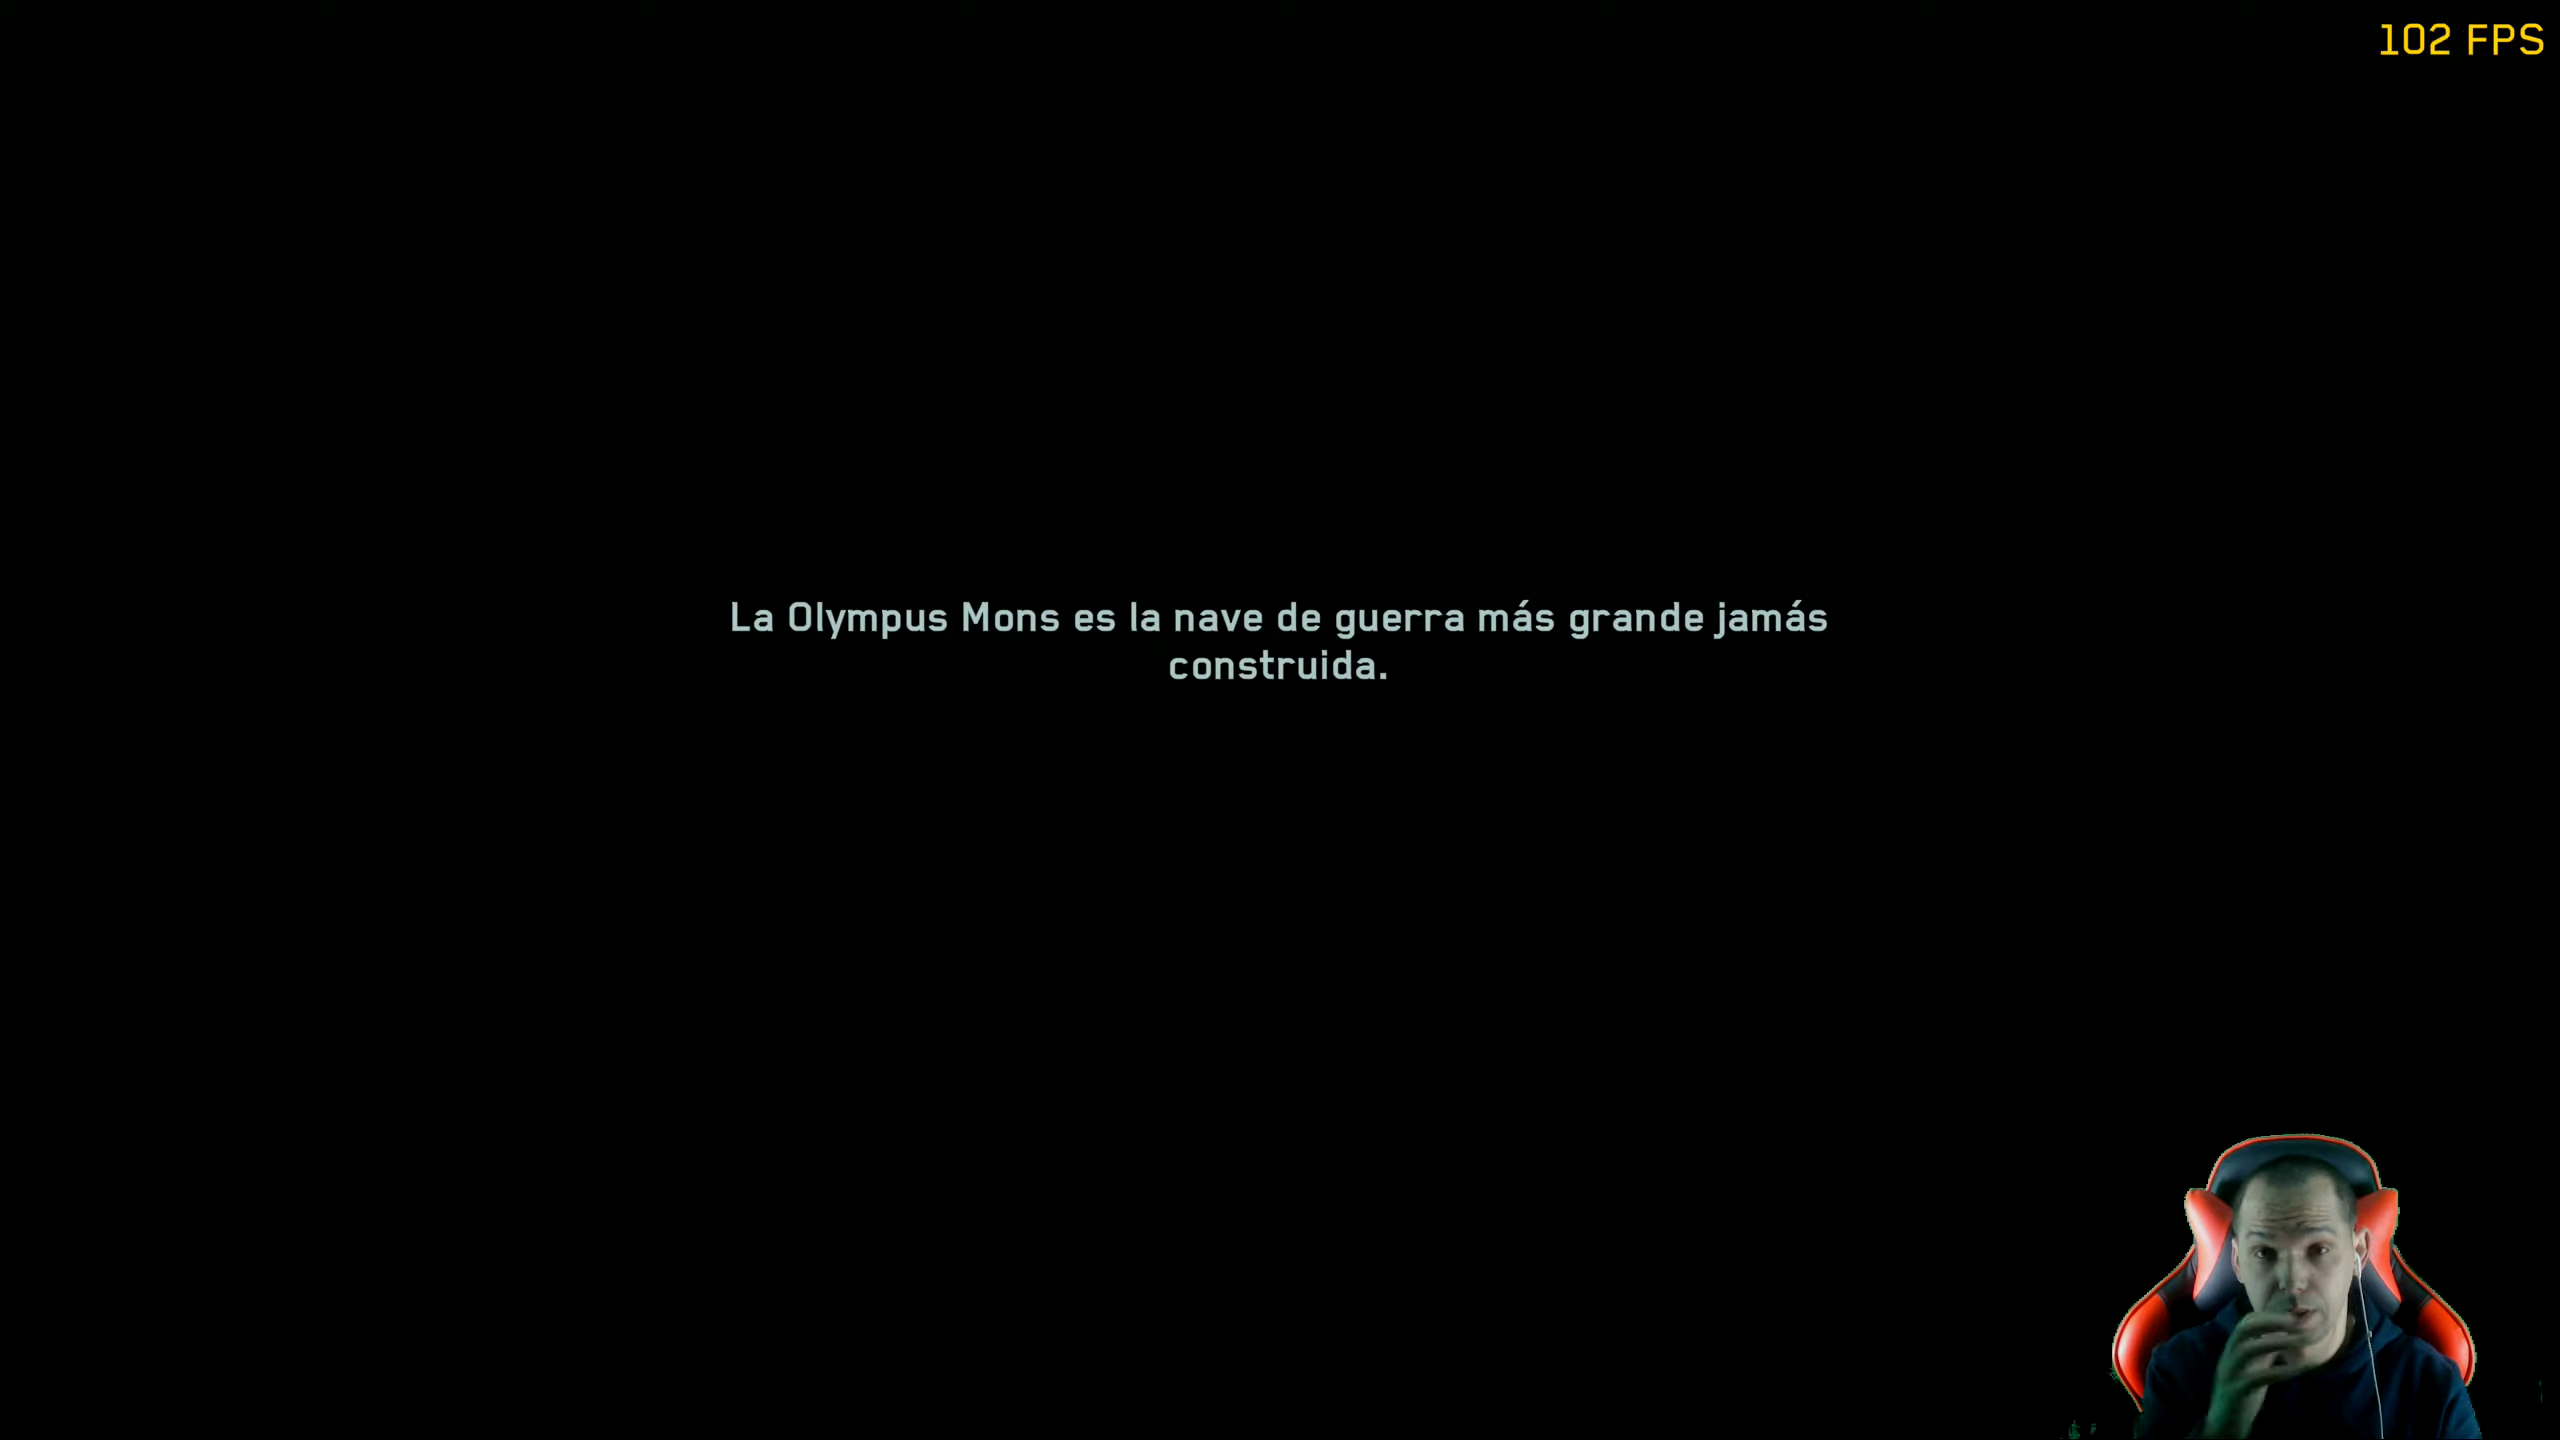 102 FPS
La Olympus Mons es la nave de guerra más grande jamás
construida.